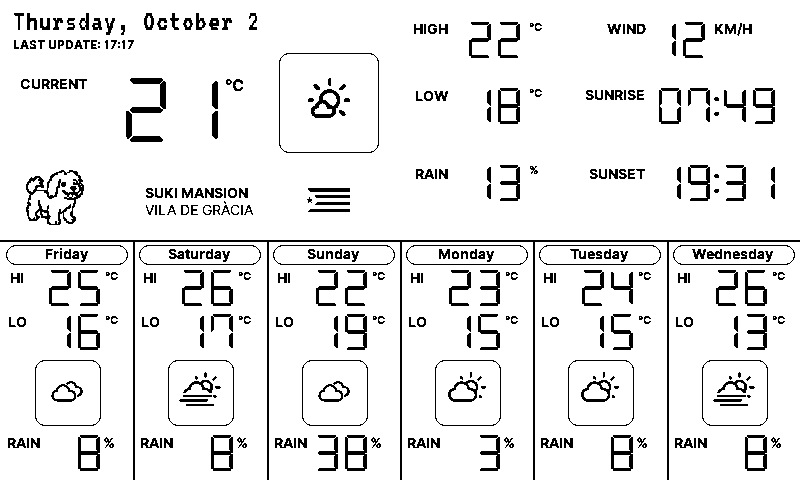 Thursday, October 2
LAST UPDATE: 17:17
CURRENT 21 °C
HIGH 22 °C
WIND 12 KM/H
LOW 18 °C
SUNRISE 07:49
RAIN 13 %
SUNSET 19:31
SUKI MANSION
VILA DE GRÀCIA
Friday
HI 25 °C
LO 16 °C
RAIN 8 %
Saturday
HI 26 °C
LO 17 °C
RAIN 8 %
Sunday
HI 22 °C
LO 19 °C
RAIN 38 %
Monday
HI 23 °C
LO 15 °C
RAIN 3 %
Tuesday
HI 24 °C
LO 15 °C
RAIN 8 %
Wednesday
HI 26 °C
LO 13 °C
RAIN 8 %